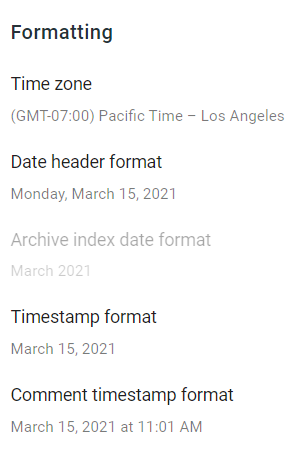 Formatting
Time zone
(GMT-07:00) Pacific Time – Los Angeles
Date header format
Monday, March 15, 2021
Archive index date format
March 2021
Timestamp format
March 15, 2021
Comment timestamp format
March 15, 2021 at 11:01 AM